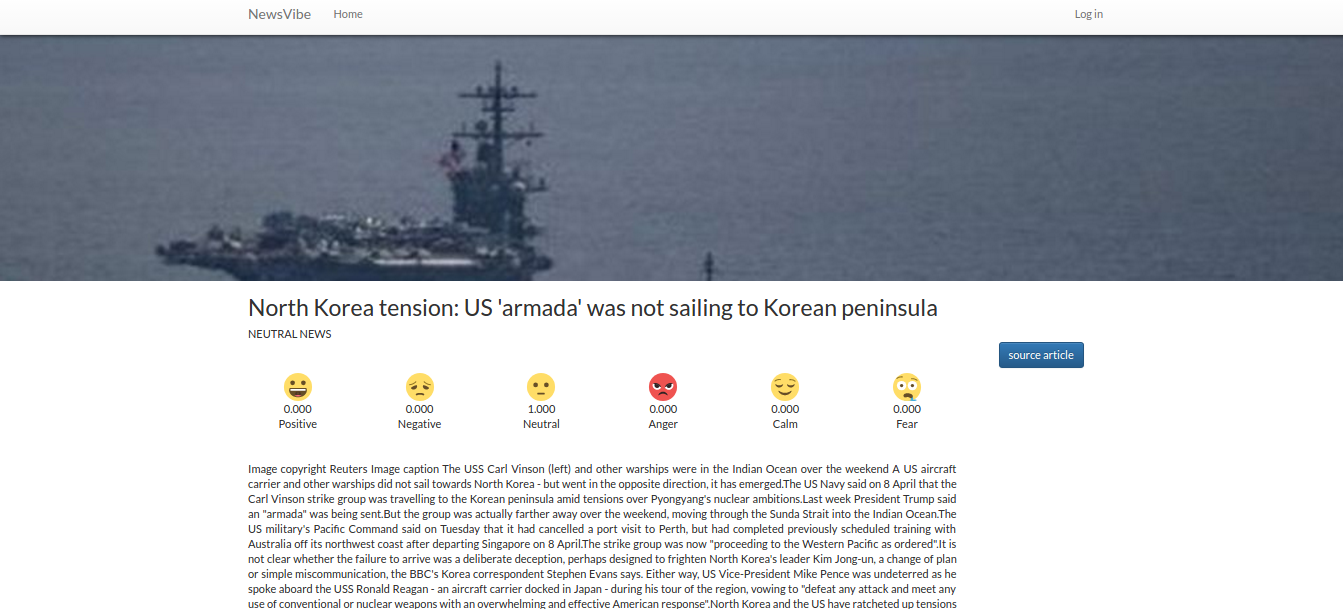 NewsVibe Home Log in
North Korea tension: US 'armada' was not sailing to Korean peninsula
NEUTRAL NEWS
source article
0.000 0.000 1.000 0.000 0.000 0.000
Positive Negative Neutral Anger Calm Fear
Image copyright Reuters Image caption The USS Carl Vinson (left) and other warships were in the Indian Ocean over the weekend A US aircraft
carrier and other warships did not sail towards North Korea - but went in the opposite direction, it has emerged.The US Navy said on 8 April that the
Carl Vinson strike group was travelling to the Korean peninsula amid tensions over Pyongyang's nuclear ambitions.Last week President Trump said
an "armada" was being sent.But the group was actually farther away over the weekend, moving through the Sunda Strait into the Indian Ocean.The
US military's Pacific Command said on Tuesday that it had cancelled a port visit to Perth, but had completed previously scheduled training with
Australia off its northwest coast after departing Singapore on 8 April.The strike group was now "proceeding to the Western Pacific as ordered".It is
not clear whether the failure to arrive was a deliberate deception, perhaps designed to frighten North Korea's leader Kim Jong-un, a change of plan
or simple miscommunication, the BBC's Korea correspondent Stephen Evans says. Either way, US Vice-President Mike Pence was undeterred as he
spoke aboard the USS Ronald Reagan - an aircraft carrier docked in Japan - during his tour of the region, vowing to "defeat any attack and meet any
use of conventional or nuclear weapons with an overwhelming and effective American response".North Korea and the US have ratcheted up tensions